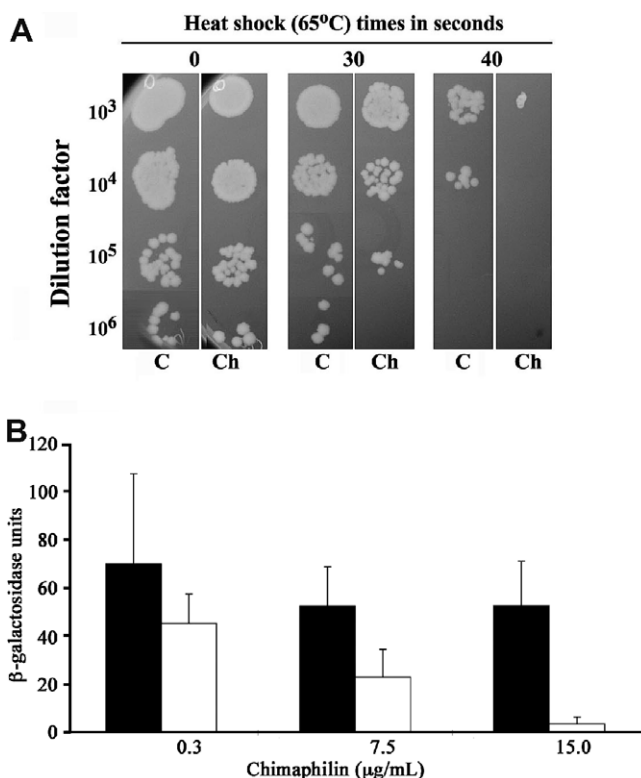 A
Heat shock (65°C) times in seconds
0 30 40
Dilution factor
10³
10⁴
10⁵
10⁶
C Ch C Ch C Ch
B
β-galactosidase units
120
100
80
60
40
20
0
0.3 7.5 15.0
Chimaphilin (μg/mL)